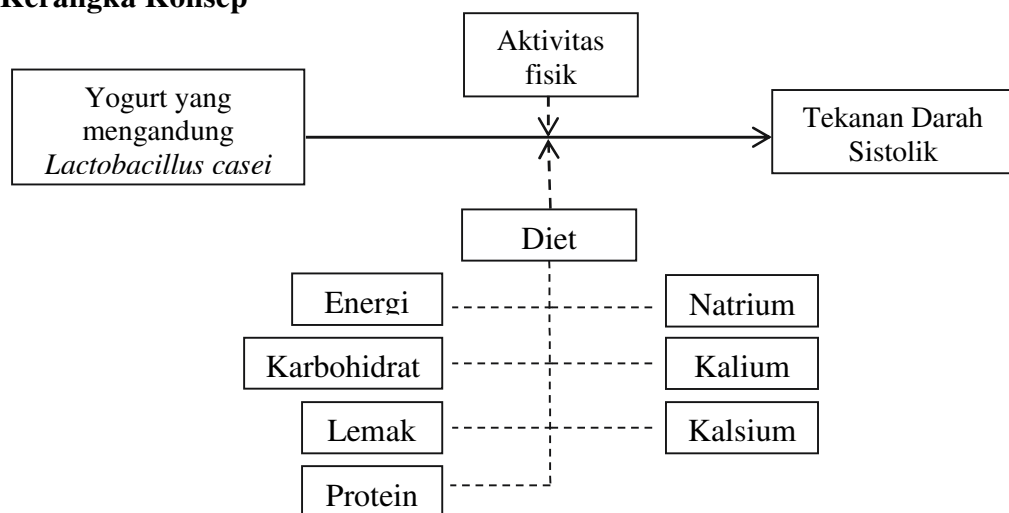 Kerangka Konsep
Aktivitas
fisik
Yogurt yang
mengandung
Lactobacillus casei
Tekanan Darah
Sistolik
Diet
Energi
Natrium
Karbohidrat
Kalium
Lemak
Kalsium
Protein